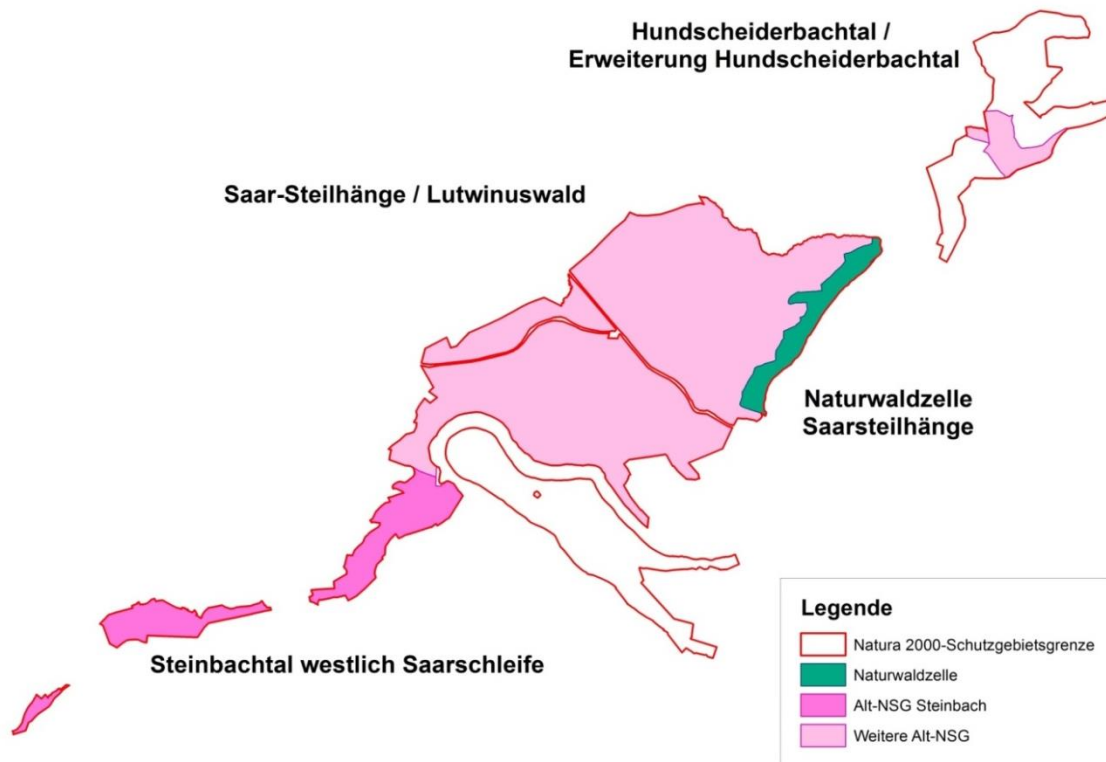 Hundscheiderbachtal /
Erweiterung Hundscheiderbachtal
Saar-Steilhänge / Lutwinuswald
Naturwaldzelle
Saarsteilhänge
Steinbachtal westlich Saarschleife
Legende
Natura 2000-Schutzgebietsgrenze
Naturwaldzelle
Alt-NSG Steinbach
Weitere Alt-NSG